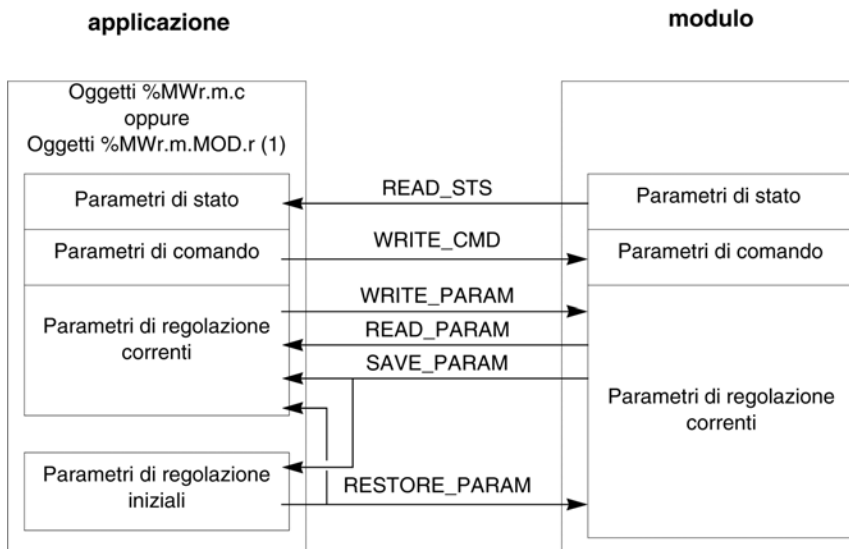 applicazione
modulo
Oggetti %MWr.m.c
oppure
Oggetti %MWr.m.MOD.r (1)
Parametri di stato
READ_STS
Parametri di stato
Parametri di comando
WRITE_CMD
Parametri di comando
WRITE_PARAM
Parametri di regolazione
correnti
READ_PARAM
SAVE_PARAM
Parametri di regolazione
correnti
Parametri di regolazione
iniziali
RESTORE_PARAM